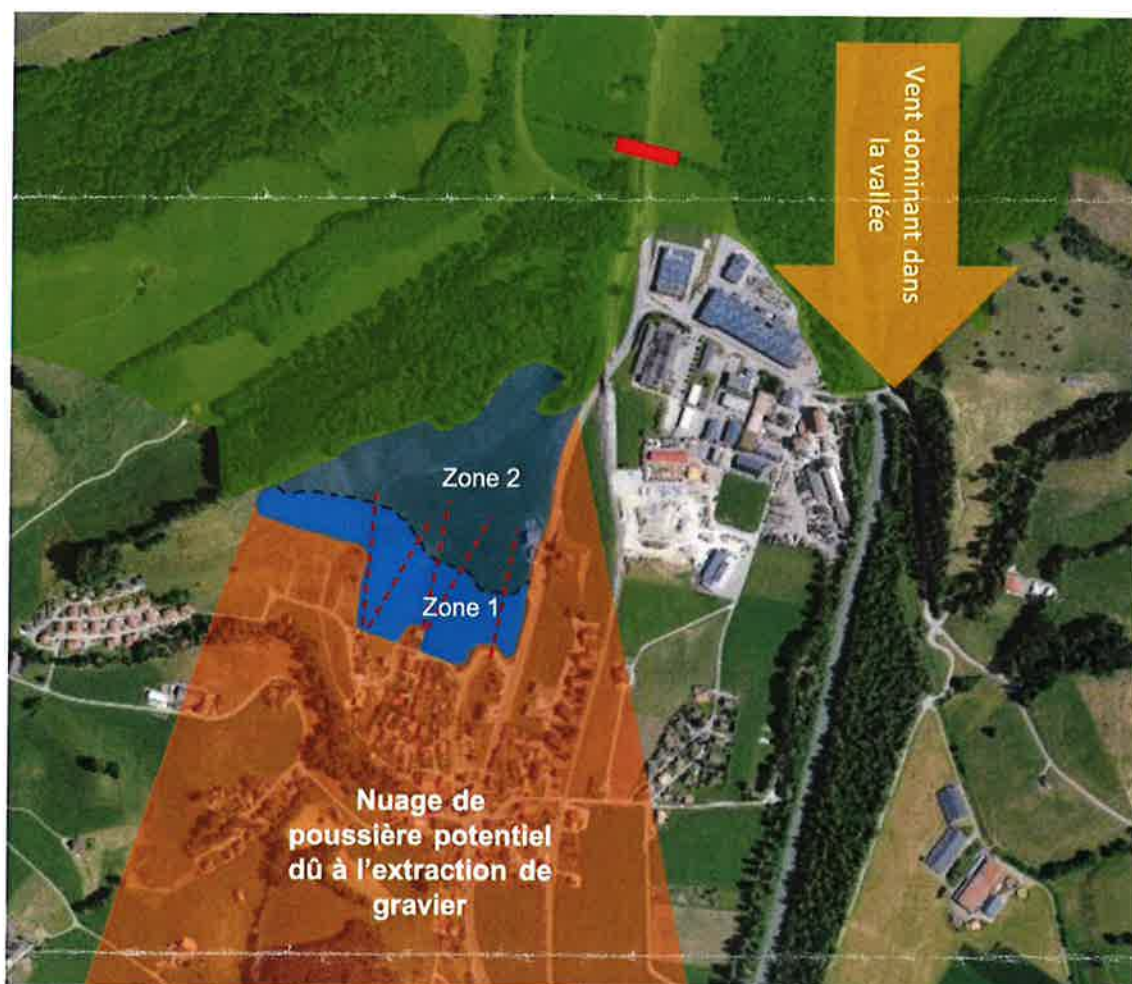 Vent dominant dans
la vallée
Zone 2
Zone 1
Nuage de
poussière potentiel
dû à l'extraction de
gravier